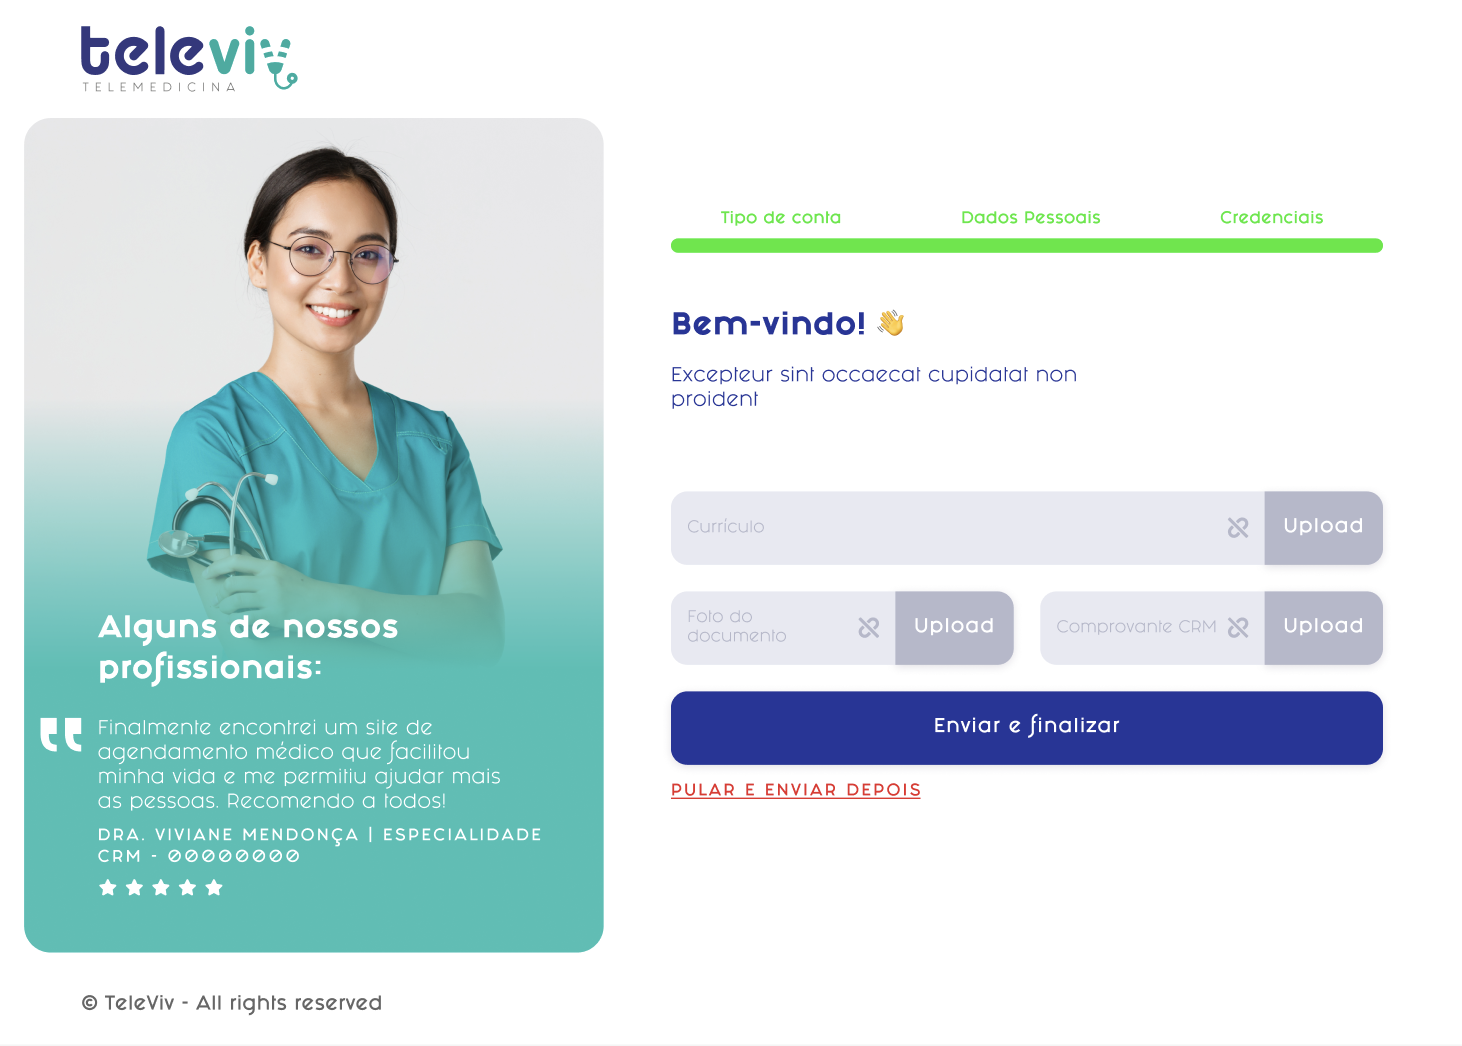 televiv
TELEMEDICINA
Alguns de nossos
profissionais:
Finalmente encontrei um site de
agendamento médico que facilitou
minha vida e me permitiu ajudar mais
as pessoas. Recomendo a todos!
DRA. VIVIANE MENDONÇA | ESPECIALIDADE
CRM - 00000000
Tipo de conta
Dados Pessoais
Credenciais
Bem-vindo! 👋
Excepteur sint occaecat cupidatat non
proident
Currículo
Upload
Foto do
documento
Upload
Comprovante CRM
Upload
Enviar e finalizar
PULAR E ENVIAR DEPOIS
© TeleViv - All rights reserved